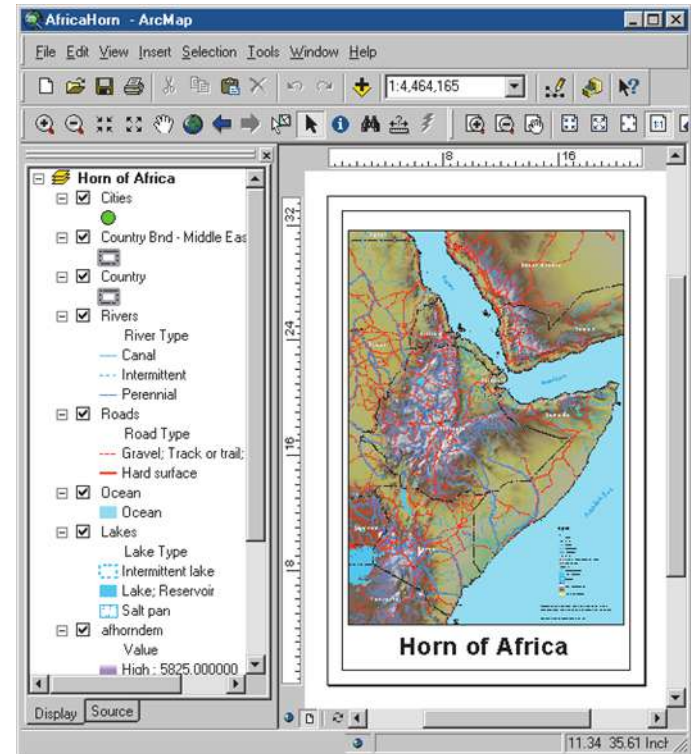 AfricaHorn - ArcMap
File Edit View Insert Selection Tools Window Help
1:4,464,165
Horn of Africa
Cities
Country Bnd - Middle Eas
Country
Rivers
River Type
Canal
Intermittent
Perennial
Roads
Road Type
Gravel; Track or trail;
Hard surface
Ocean
Ocean
Lakes
Lake Type
Intermittent lake
Lake; Reservoir
Salt pan
afhorndem
Value
High : 5825.000000
Display Source
8 16
32
24
16
8
1:1
Horn of Africa
11.34 35.61 Inch